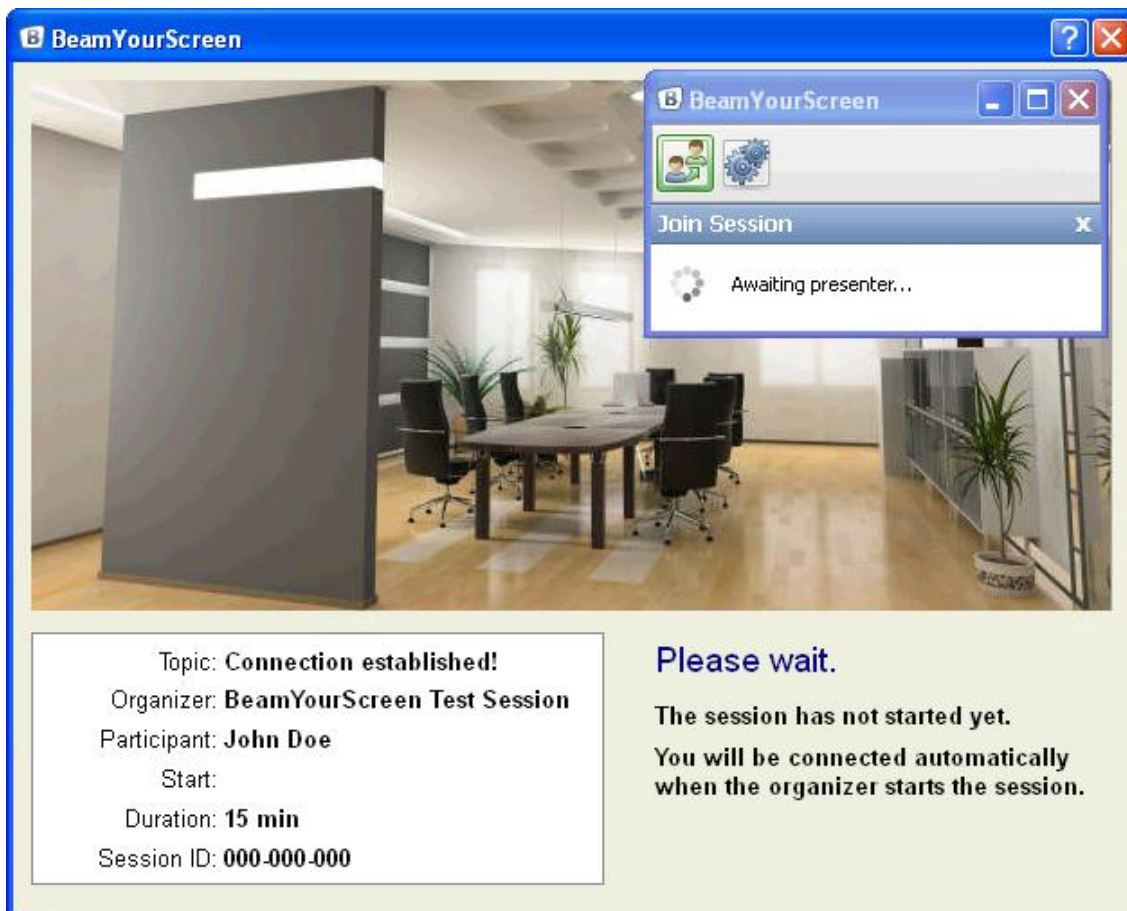 BeamYourScreen
BeamYourScreen
Join Session
x
Awaiting presenter...
Topic: Connection established!
Organizer: BeamYourScreen Test Session
Participant: John Doe
Start:
Duration: 15 min
Session ID: 000-000-000
Please wait.
The session has not started yet.
You will be connected automatically
when the organizer starts the session.